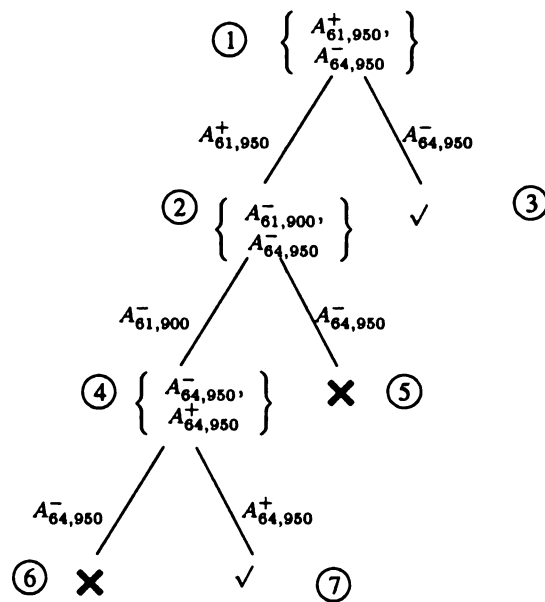 ① { A⁺₆₁,₉₅₀,
A⁻₆₄,₉₅₀ }
A⁺₆₁,₉₅₀ A⁻₆₄,₉₅₀
② { A⁻₆₁,₉₀₀,
A⁻₆₄,₉₅₀ } ✓ ③
A⁻₆₁,₉₀₀ A⁻₆₄,₉₅₀
④ { A⁻₆₄,₉₅₀,
A⁺₆₄,₉₅₀ } ✗ ⑤
A⁻₆₄,₉₅₀ A⁺₆₄,₉₅₀
⑥ ✗ ✓ ⑦